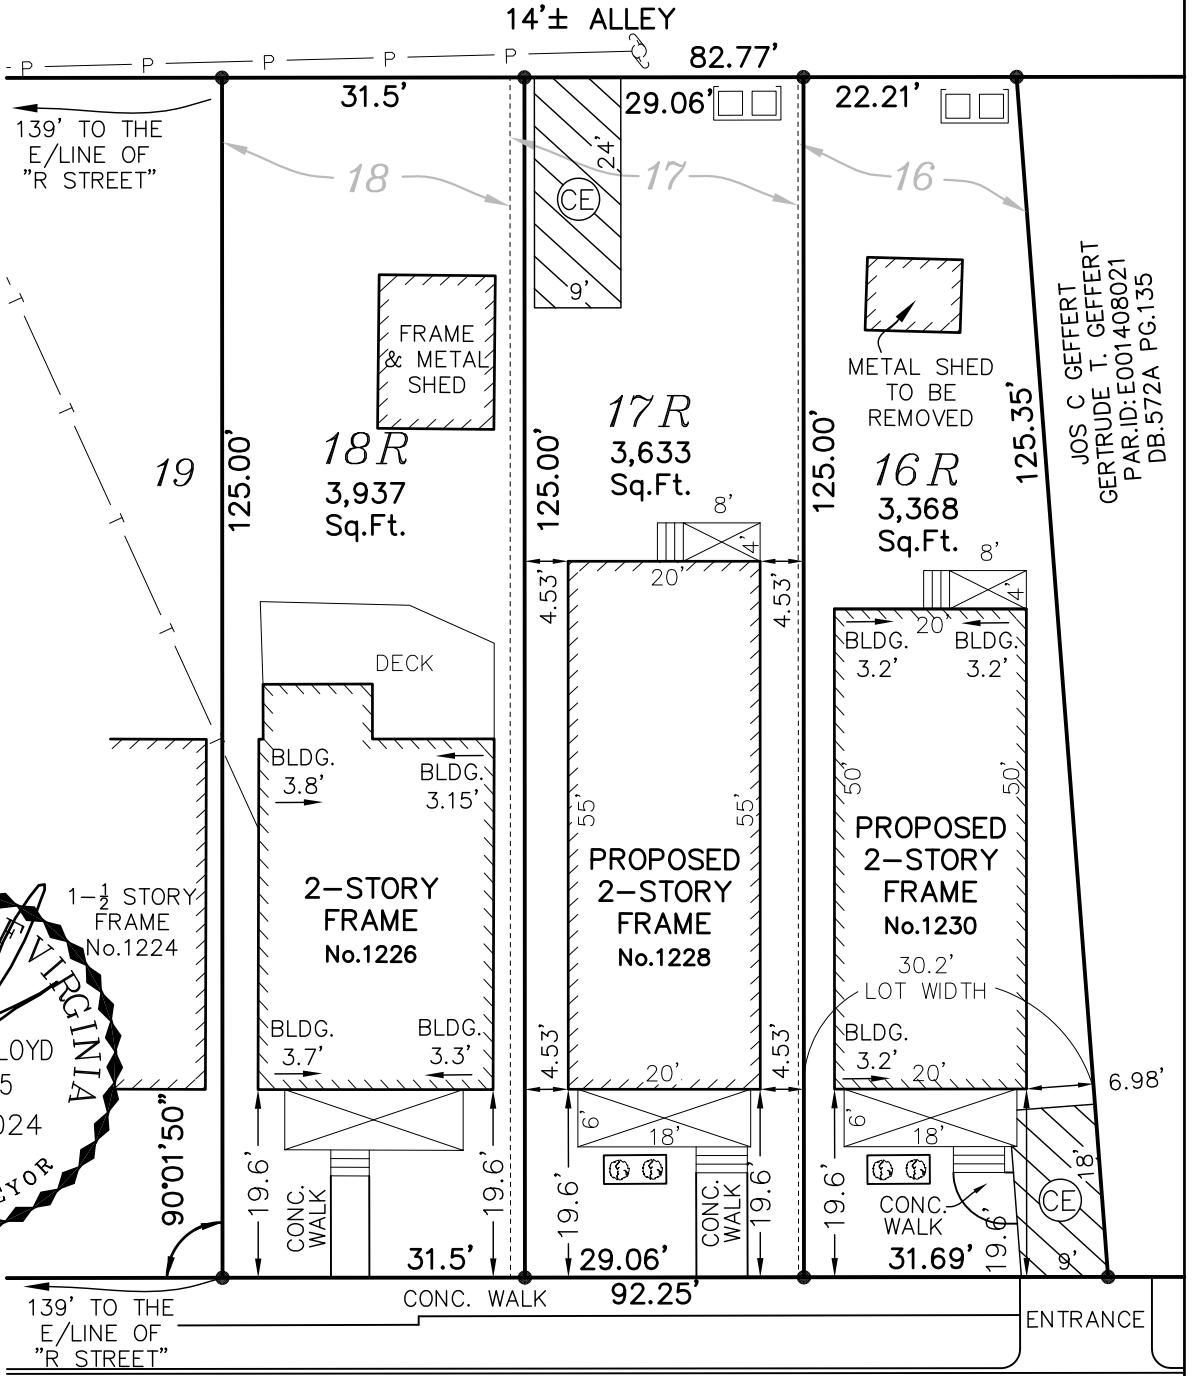 14'± ALLEY
P P P P P
82.77'
31.5'
29.06'
22.21'
139' TO THE
E/LINE OF
"R STREET"
18
17
16
24'
CE
9'
T
T
T
T
FRAME
& METAL
SHED
METAL SHED
TO BE
REMOVED
JOS C GEFFERT
GERTRUDE T. GEFFERT
PAR.ID: E001408021
DB.572A PG.135
19
125.00'
18R
3,937
Sq.Ft.
125.00'
17R
3,633
Sq.Ft.
125.00'
16R
3,368
Sq.Ft.
125.35'
8'
4'
20'
4.53'
4.53'
8'
4'
20'
BLDG.
3.2'
BLDG.
3.2'
DECK
BLDG.
3.8'
BLDG.
3.15'
55'
55'
50'
50'
2-STORY
FRAME
No.1226
PROPOSED
2-STORY
FRAME
No.1228
PROPOSED
2-STORY
FRAME
No.1230
30.2'
LOT WIDTH
1-½ STORY
FRAME
No.1224
VIRGINIA
LOYD
5
024
YOR
BLDG.
3.7'
BLDG.
3.3'
4.53'
20'
4.53'
BLDG.
3.2'
20'
6.98'
6'
18'
6'
18'
18'
CE
9'
90°01'50"
19.6'
CONC.
WALK
19.6'
19.6'
CONC.
WALK
19.6'
19.6'
CONC.
WALK
19.6'
31.5'
29.06'
31.69'
139' TO THE
E/LINE OF
"R STREET"
CONC. WALK
92.25'
ENTRANCE